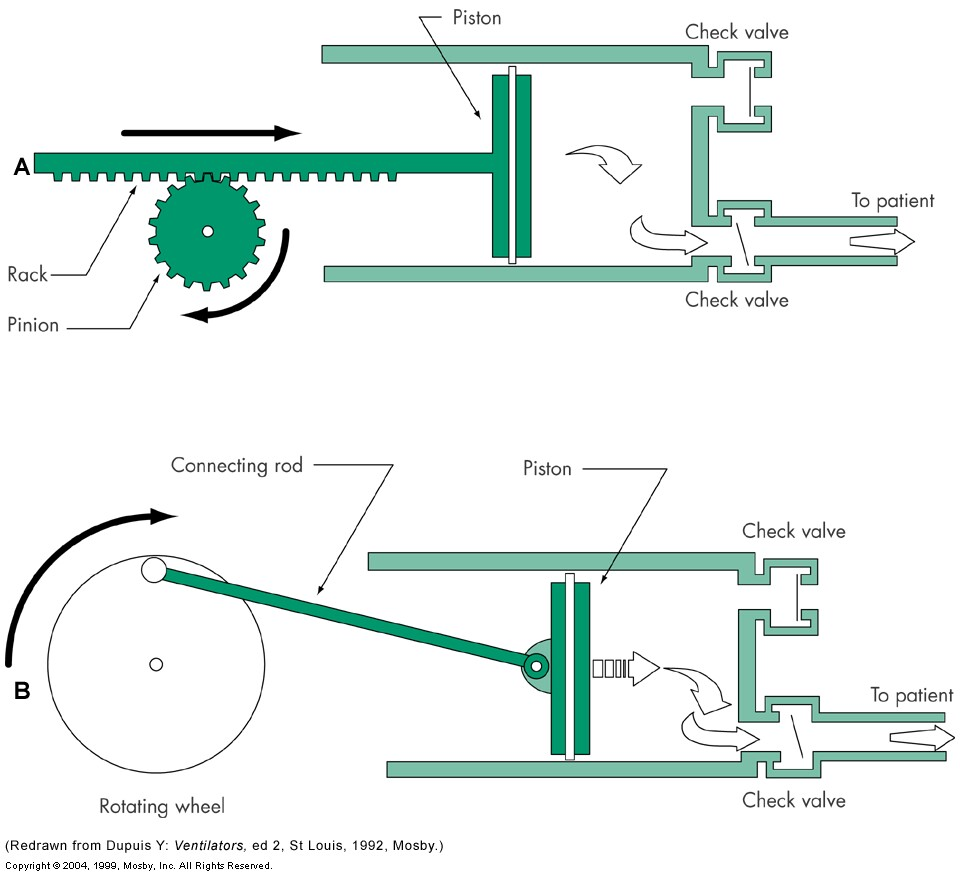 Piston
Check valve
A
To patient
Rack
Check valve
Pinion
Connecting rod
Piston
Check valve
B
To patient
Rotating wheel
Check valve
(Redrawn from Dupuis Y: Ventilators, ed 2, St Louis, 1992, Mosby.)
Copyright © 2004, 1999, Mosby, Inc. All Rights Reserved.